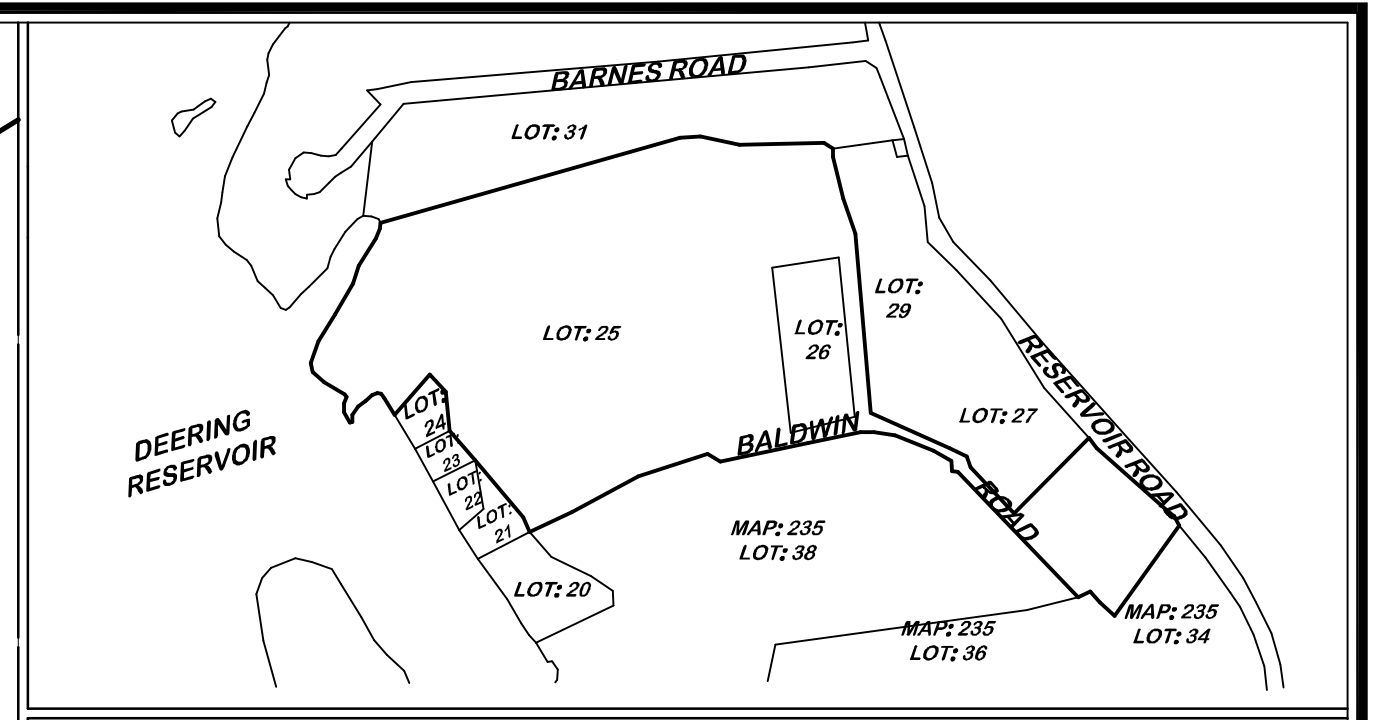 BARNES ROAD
LOT: 31
LOT:
29
LOT: 25
LOT:
26
RESERVOIR ROAD
LOT:
24
LOT: 27
DEERING
RESERVOIR
BALDWIN
ROAD
LOT:
23
LOT:
22
LOT:
21
MAP: 235
LOT: 38
LOT: 20
MAP: 235
LOT: 34
MAP: 235
LOT: 36